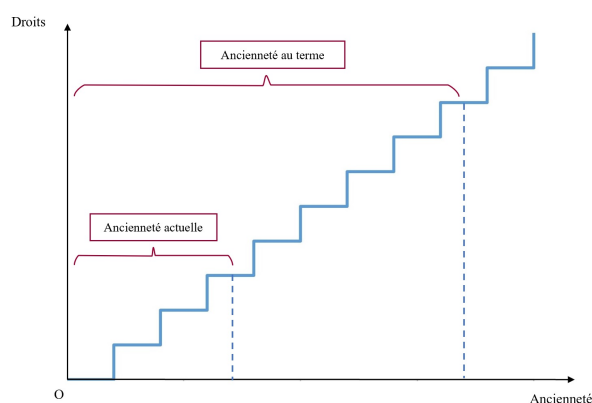 Droits
Ancienneté au terme
Ancienneté actuelle
O
Ancienneté